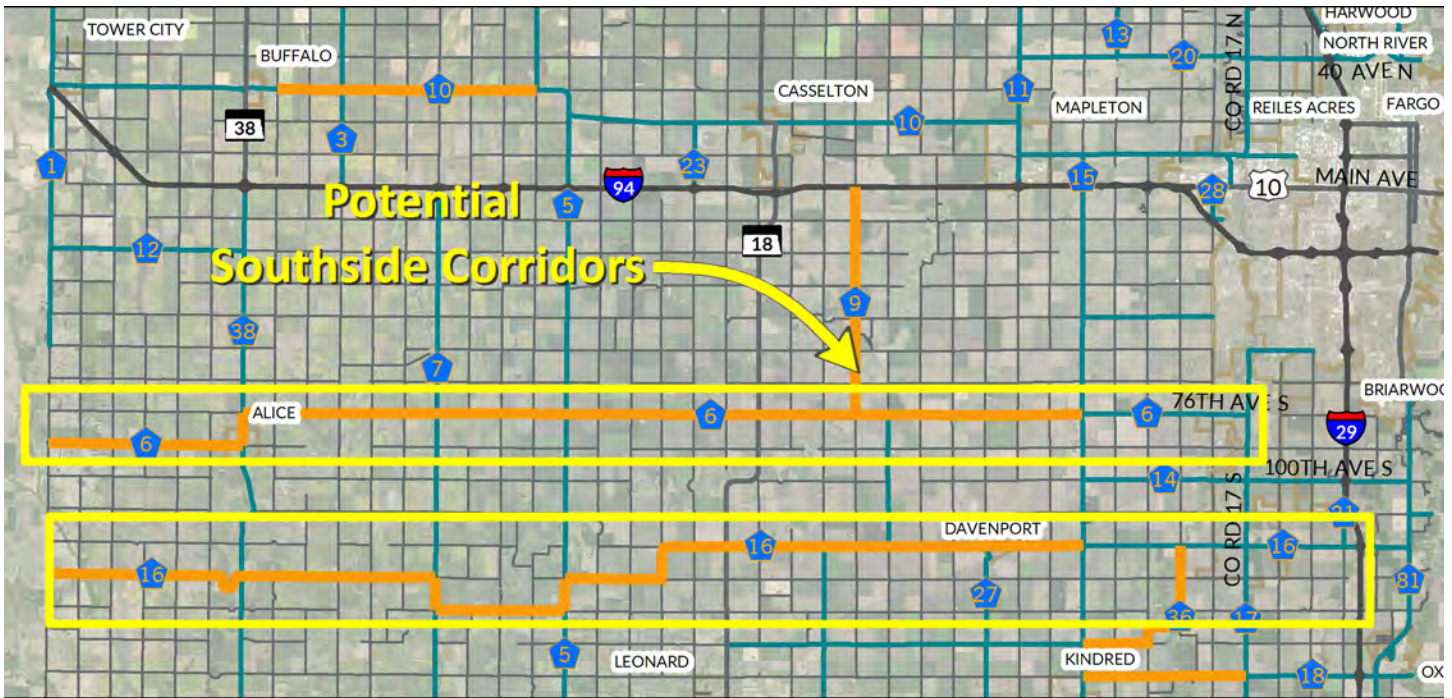 HARWOOD
TOWER CITY
13
NORTH RIVER
BUFFALO
20
40 AVE N
CO RD 17 N
10
CASSELTON
11
MAPLETON
REILES ACRES
FARGO
38
3
10
1
23
15
MAIN AVE
94
28
10
Potential
5
12
18
Southside Corridors
9
38
7
BRIARWOO
ALICE
6
6
76TH AVE S
6
29
100TH AVE S
14
CO RD 17 S
31
DAVENPORT
16
16
16
81
27
36
17
5
LEONARD
KINDRED
18
OX